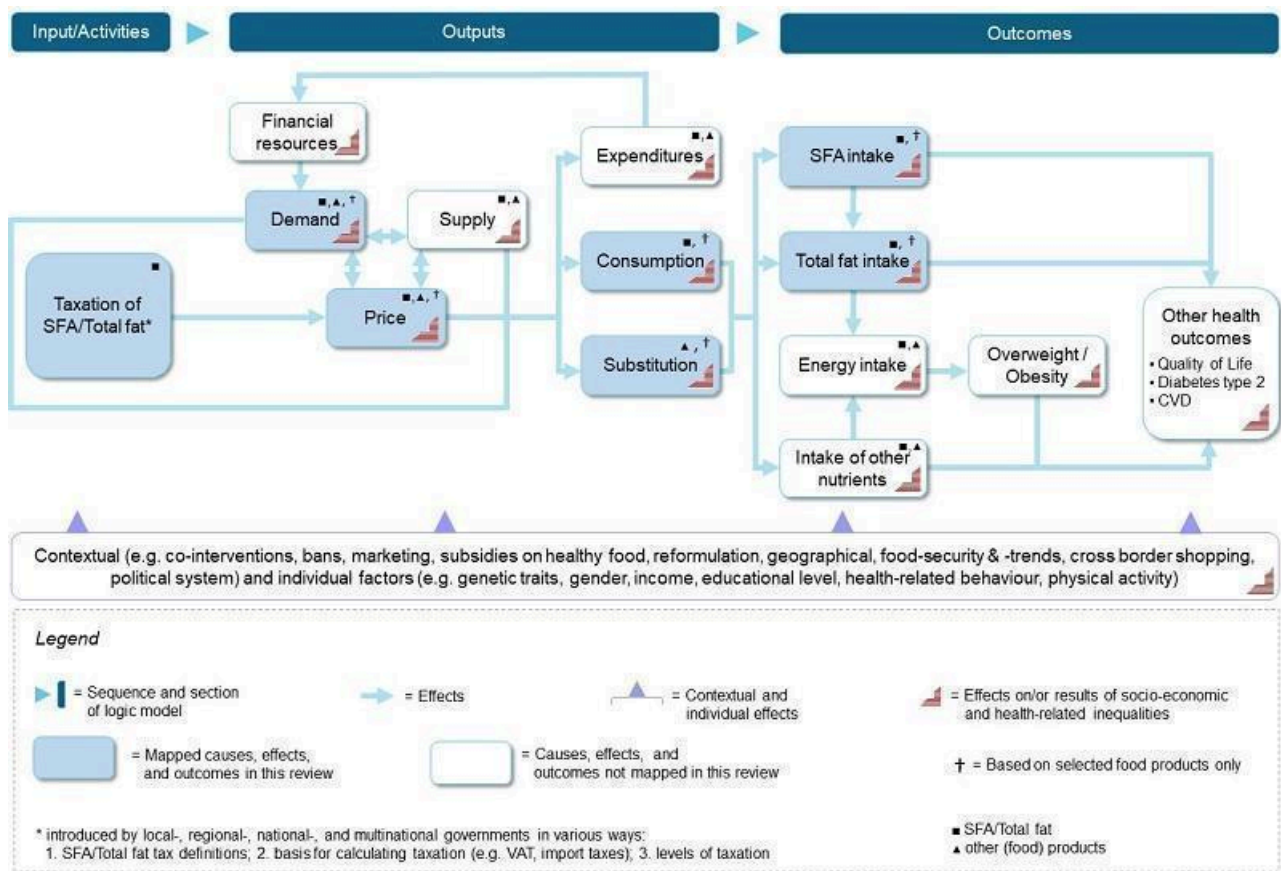 Input/Activities
Outputs
Outcomes
Financial
resources
■,▲
Expenditures
■, †
SFA intake
■,▲, †
Demand
■,▲
Supply
■, †
Consumption
■, †
Total fat intake
■
Taxation of
SFA/Total fat*
■,▲, †
Price
▲, †
Substitution
■,▲
Energy intake
Overweight /
Obesity
Other health
outcomes
• Quality of Life
• Diabetes type 2
• CVD
■,▲
Intake of other
nutrients
Contextual (e.g. co-interventions, bans, marketing, subsidies on healthy food, reformulation, geographical, food-security & -trends, cross border shopping,
political system) and individual factors (e.g. genetic traits, gender, income, educational level, health-related behaviour, physical activity)
Legend
= Sequence and section
of logic model
= Effects
= Contextual and
individual effects
= Effects on/or results of socio-economic
and health-related inequalities
= Mapped causes, effects,
and outcomes in this review
= Causes, effects, and
outcomes not mapped in this review
† = Based on selected food products only
* introduced by local-, regional-, national-, and multinational governments in various ways:
1. SFA/Total fat tax definitions; 2. basis for calculating taxation (e.g. VAT, import taxes); 3. levels of taxation
■ SFA/Total fat
▲ other (food) products